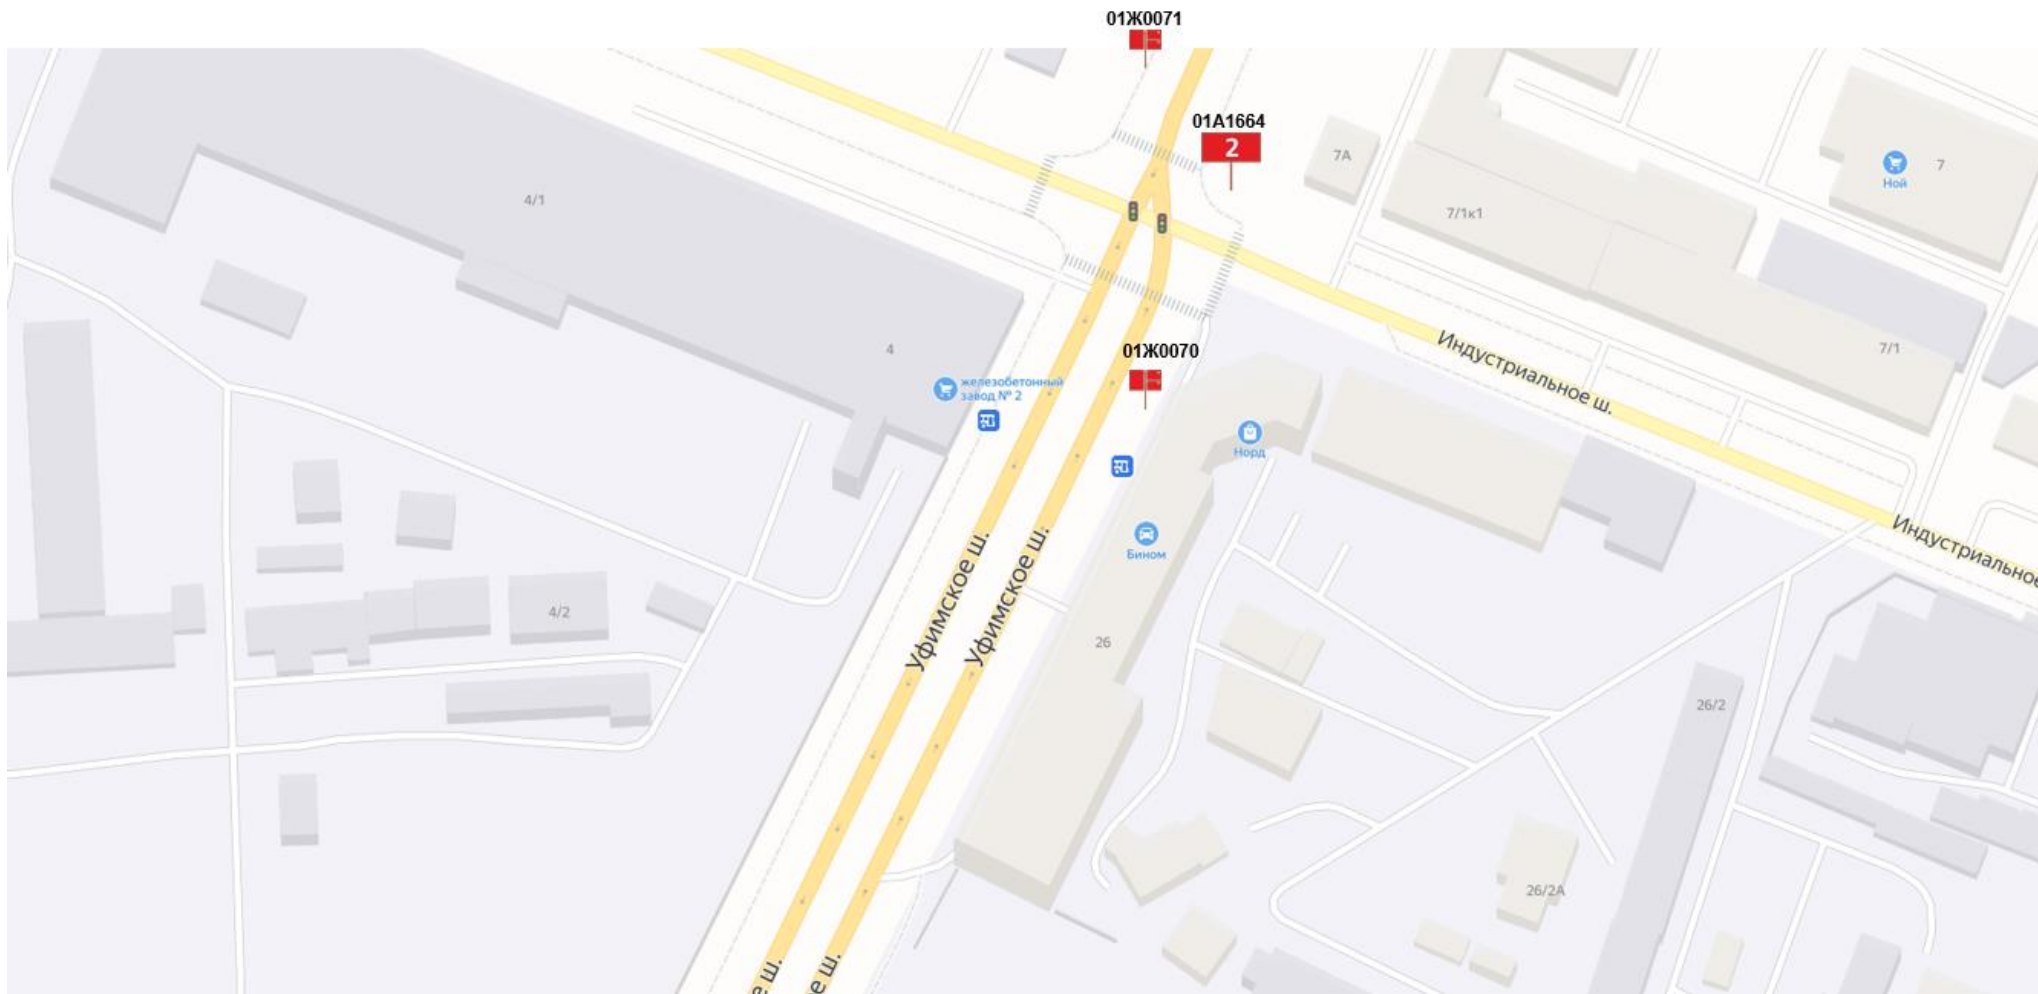 01Ж0071
01А1664
2
7А
7
Ной
4/1
7/1к1
Индустриальное ш.
7/1
4
01Ж0070
железобетонный
завод № 2
Норд
Бином
Индустриальное
Уфимское ш.
Уфимское ш.
4/2
26
26/2
26/2А
е ш.
ое ш.